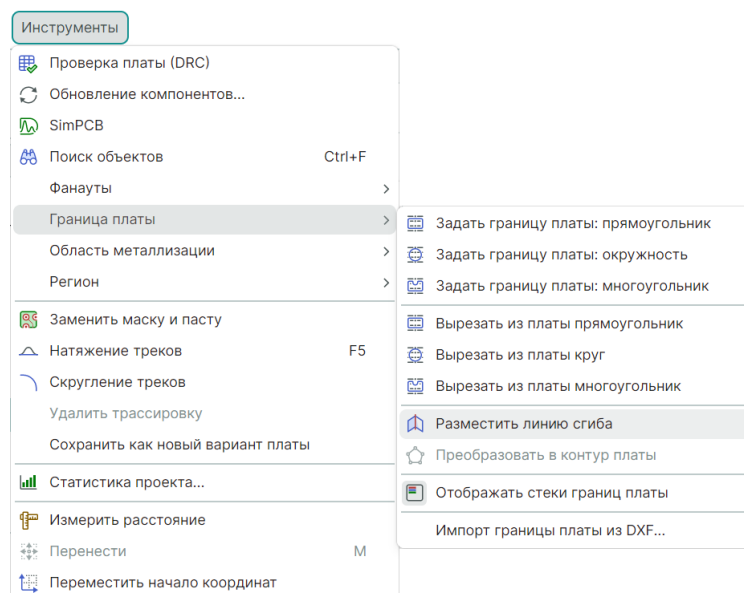 Инструменты
Проверка платы (DRC)
Обновление компонентов...
SimPCB
Поиск объектов Ctrl+F
Фанауты
Граница платы
Область металлизации
Регион
Заменить маску и пасту
Натяжение треков F5
Скругление треков
Удалить трассировку
Сохранить как новый вариант платы
Статистика проекта...
Измерить расстояние
Перенести M
Переместить начало координат
Задать границу платы: прямоугольник
Задать границу платы: окружность
Задать границу платы: многоугольник
Вырезать из платы прямоугольник
Вырезать из платы круг
Вырезать из платы многоугольник
Разместить линию сгиба
Преобразовать в контур платы
Отображать стеки границ платы
Импорт границы платы из DXF...